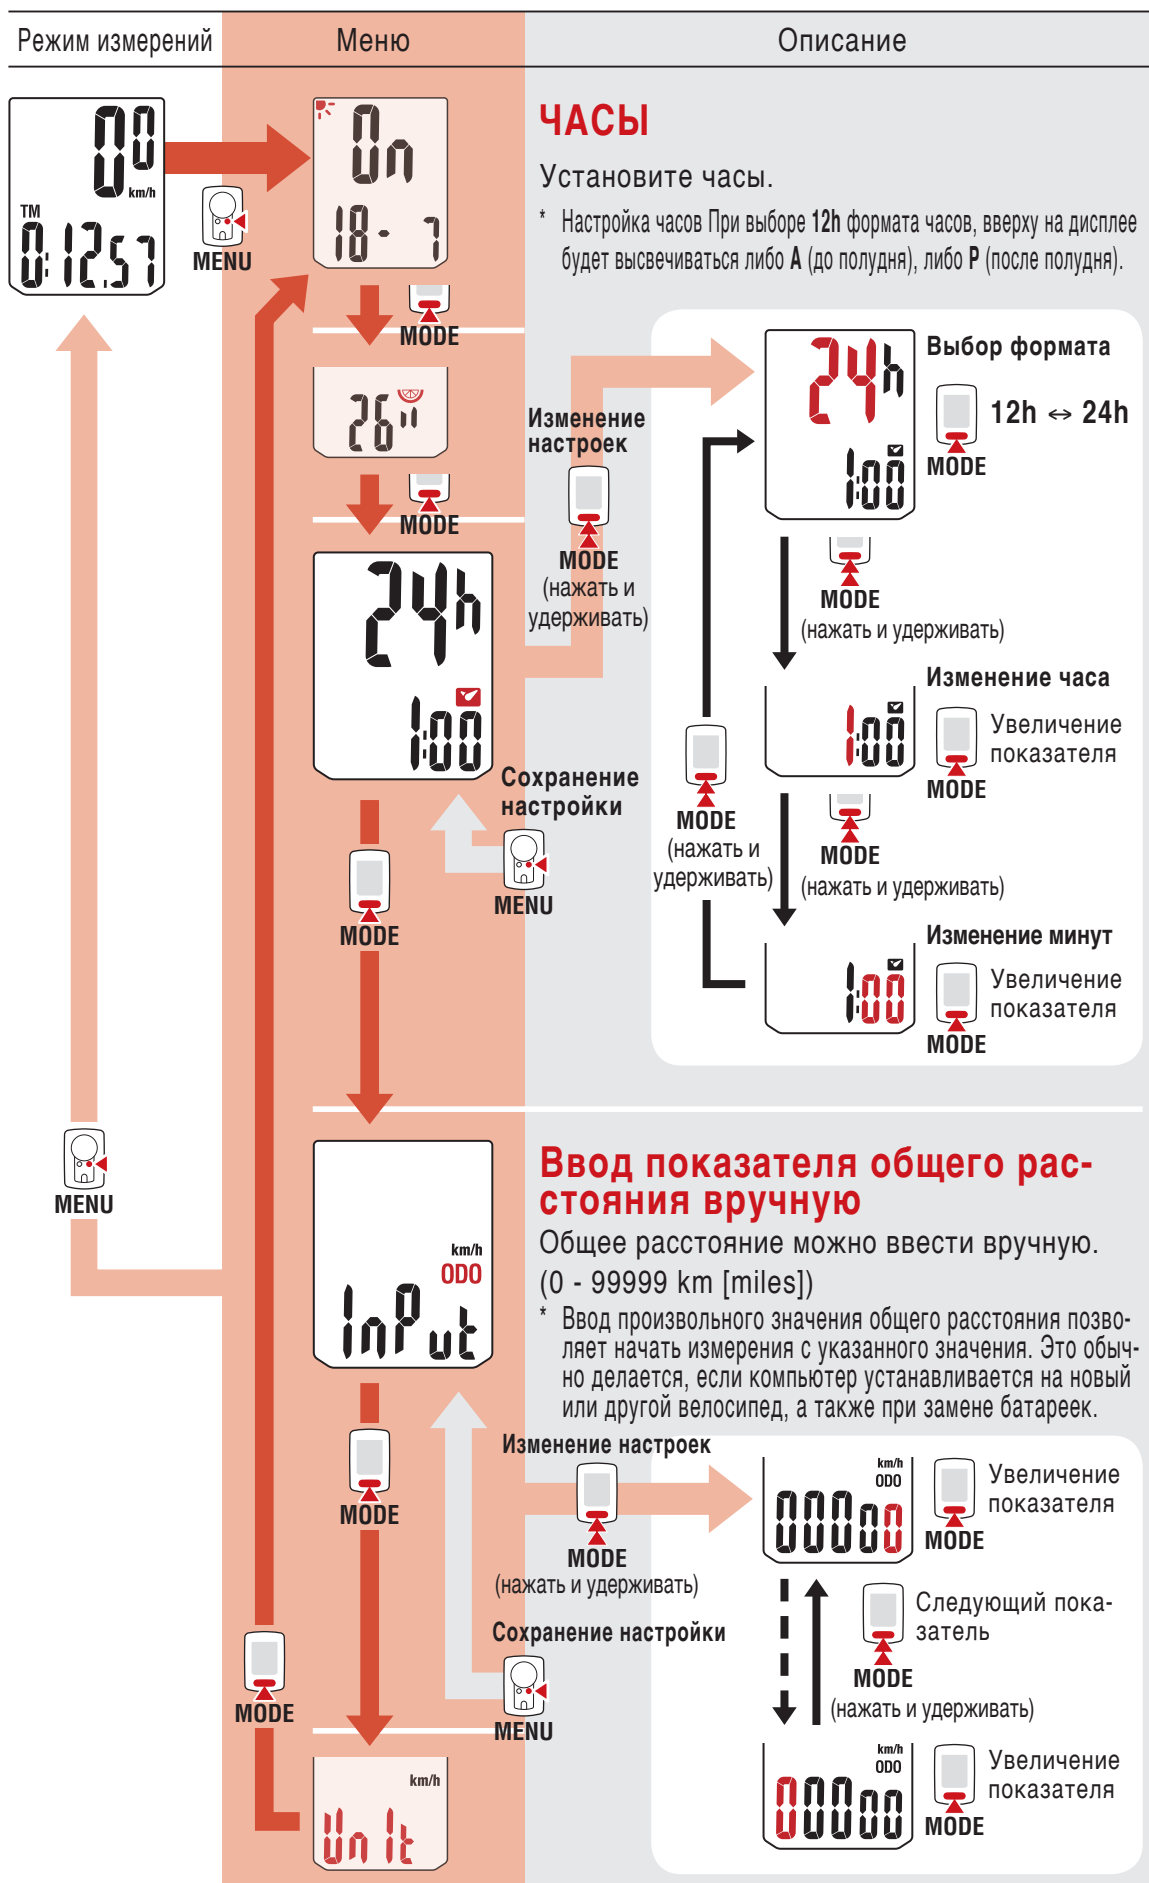 Режим измерений
Меню
Описание
0.0
km/h
TM
0:12.57
MENU
On
18- 7
MODE
26"
MODE
24h
1:00
MODE
ЧАСЫ
Установите часы.
* Настройка часов При выборе 12h формата часов, вверху на дисплее
будет высвечиваться либо A (до полудня), либо P (после полудня).
Изменение
настроек
MODE
(нажать и
удерживать)
Сохранение
настройки
MENU
24h
1:00
Выбор формата
12h ⇔ 24h
MODE
MODE
(нажать и удерживать)
1:00
Изменение часа
Увеличение
показателя
MODE
MODE
(нажать и
удерживать)
MODE
(нажать и удерживать)
1:00
Изменение минут
Увеличение
показателя
MODE
MENU
km/h
ODO
InPut
MODE
Ввод показателя общего рас-
стояния вручную
Общее расстояние можно ввести вручную.
(0 - 99999 km [miles])
* Ввод произвольного значения общего расстояния позво-
ляет начать измерения с указанного значения. Это обыч-
но делается, если компьютер устанавливается на новый
или другой велосипед, а также при замене батареек.
Изменение настроек
MODE
(нажать и удерживать)
Сохранение настройки
MENU
km/h
ODO
00000
Увеличение
показателя
MODE
Следующий пока-
затель
MODE
(нажать и удерживать)
km/h
ODO
00000
Увеличение
показателя
MODE
MODE
km/h
UnIt